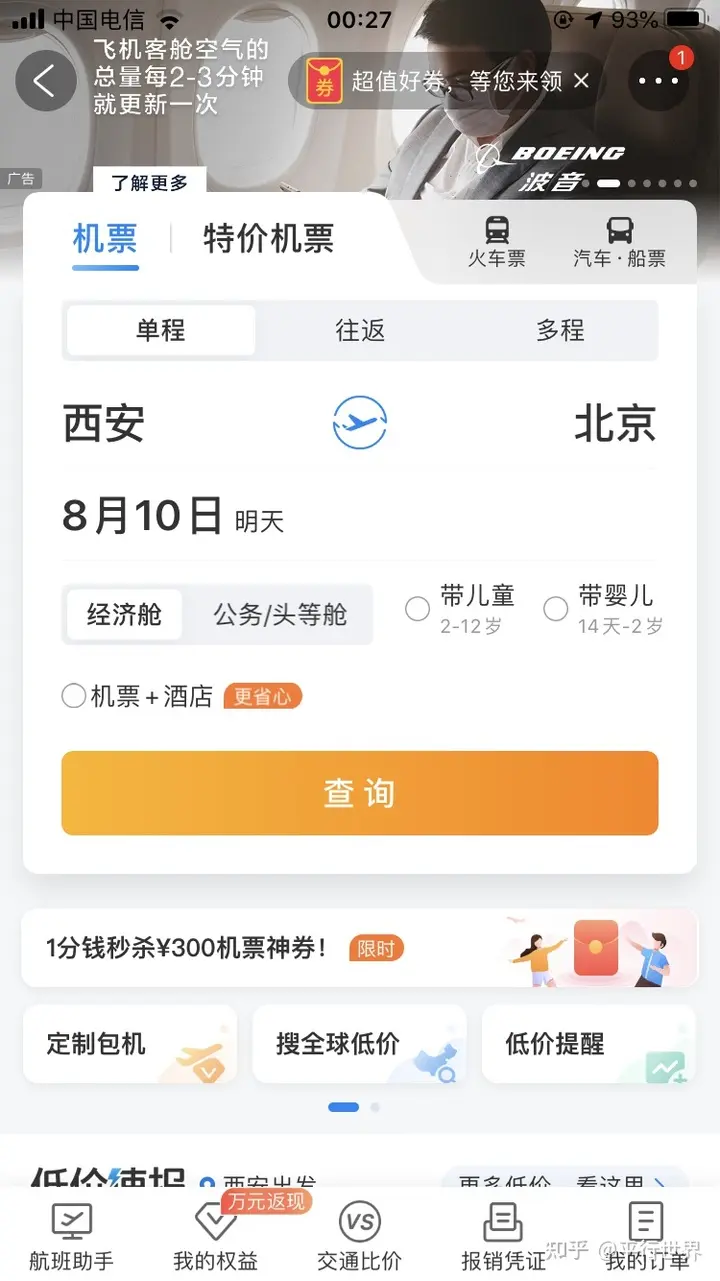 中国电信
00:27
93%
飞机客舱空气的
总量每2-3分钟
就更新一次
券
超值好券，等您来领
1
BOEING
波音
广告
了解更多
机票
特价机票
火车票
汽车·船票
单程
往返
多程
西安
北京
8月10日 明天
经济舱
公务/头等舱
带儿童
2-12岁
带婴儿
14天-2岁
机票+酒店 更省心
查询
1分钱秒杀¥300机票神券！ 限时
定制包机
搜全球低价
低价提醒
低价速报
西安出发
更多低价，看这里
万元返现
VS
航班助手
我的权益
交通比价
报销凭证
我的订单
知乎 @平行世界